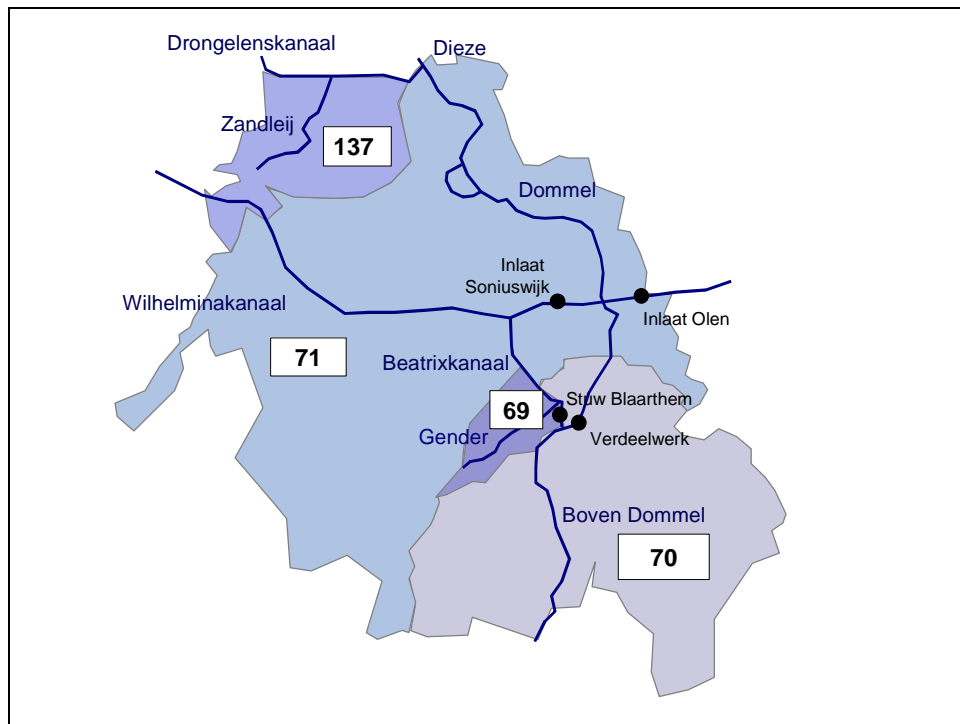 Drongelenskanaal
Dieze
Zandleij
137
Dommel
Inlaat
Soniuswijk
Wilhelminakanaal
Inlaat Olen
71
Beatrixkanaal
69
Stuw Blaarthem
Gender
Verdeelwerk
Boven Dommel
70